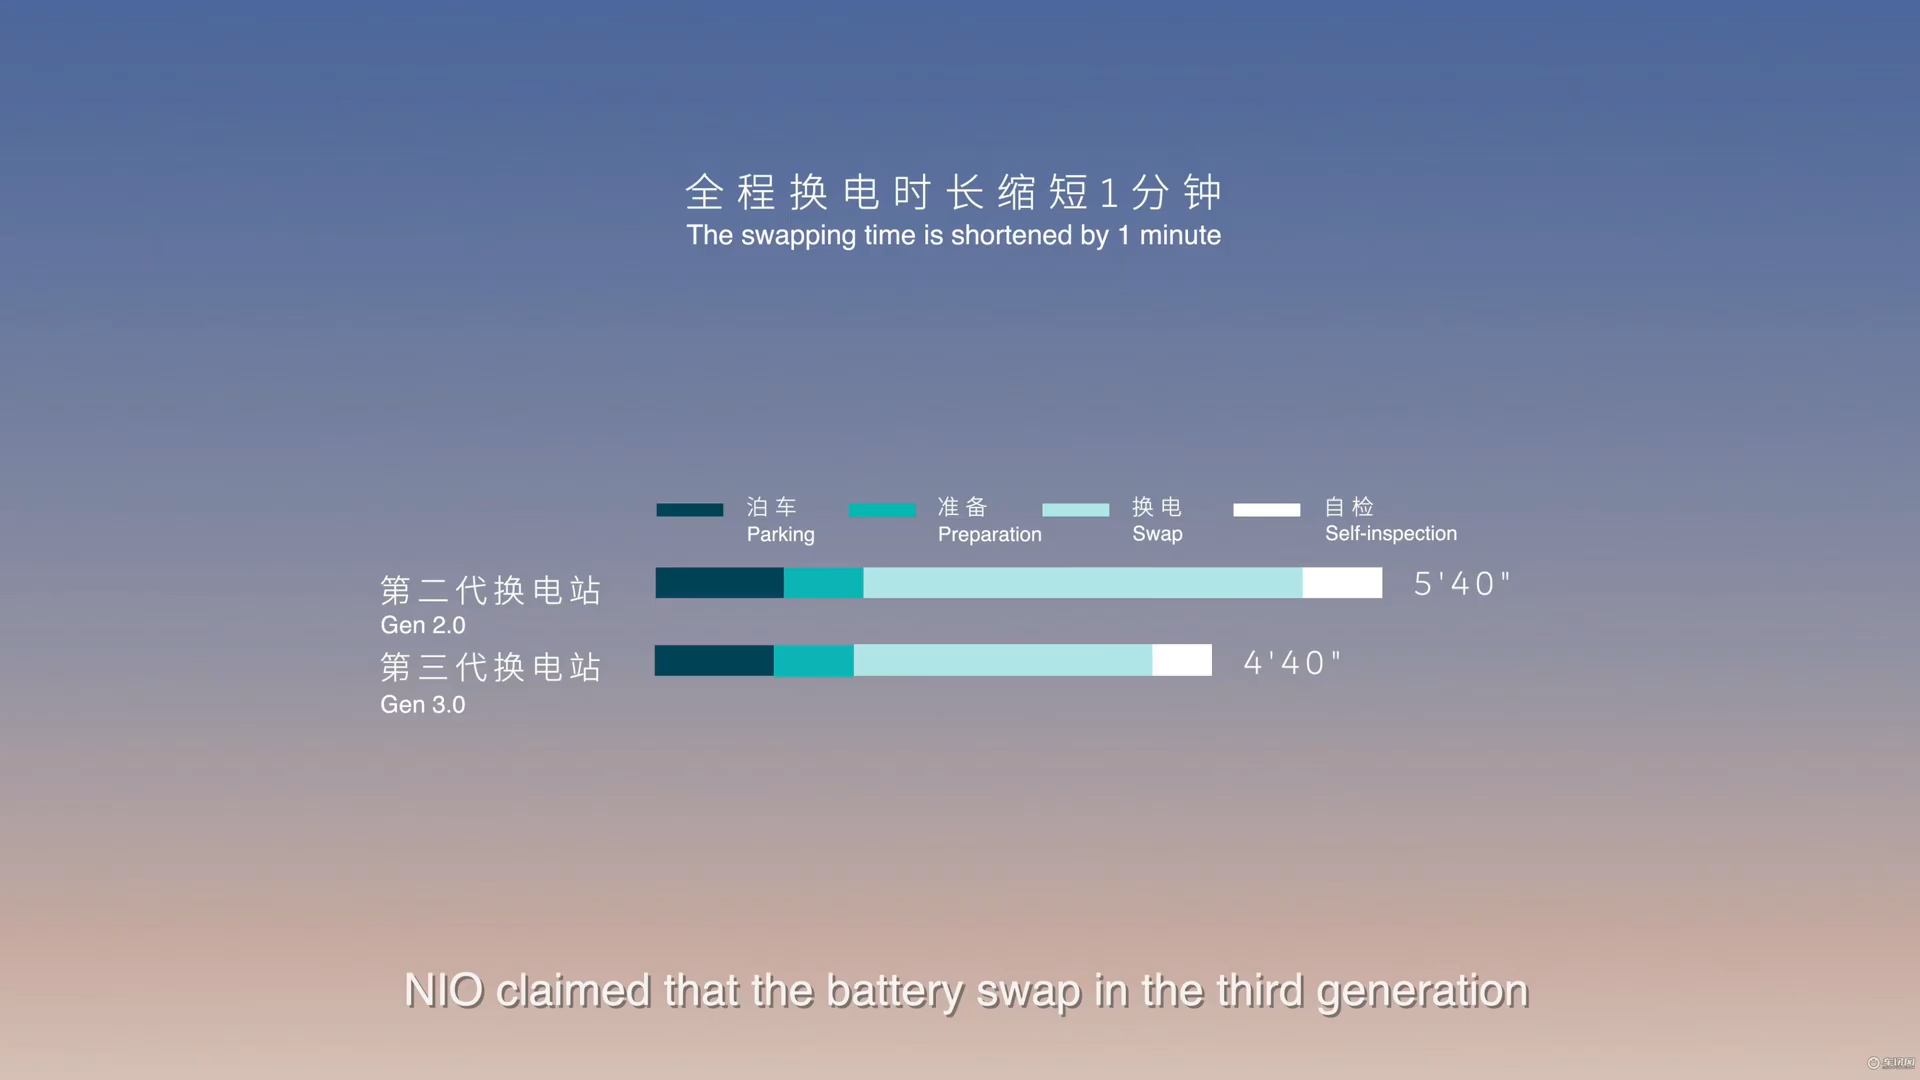 全程换电时长缩短1分钟
The swapping time is shortened by 1 minute
泊车 准备 换电 自检
Parking Preparation Swap Self-inspection
第二代换电站 5'40"
Gen 2.0
第三代换电站 4'40"
Gen 3.0
NIO claimed that the battery swap in the third generation